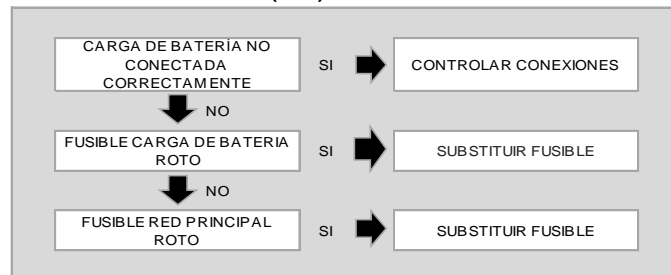 CARGA DE BATERÍA NO
CONECTADA
CORRECTAMENTE
SI
CONTROLAR CONEXIONES
NO
FUSIBLE CARGA DE BATERIA
ROTO
SI
SUBSTITUIR FUSIBLE
NO
FUSIBLE RED PRINCIPAL
ROTO
SI
SUBSTITUIR FUSIBLE